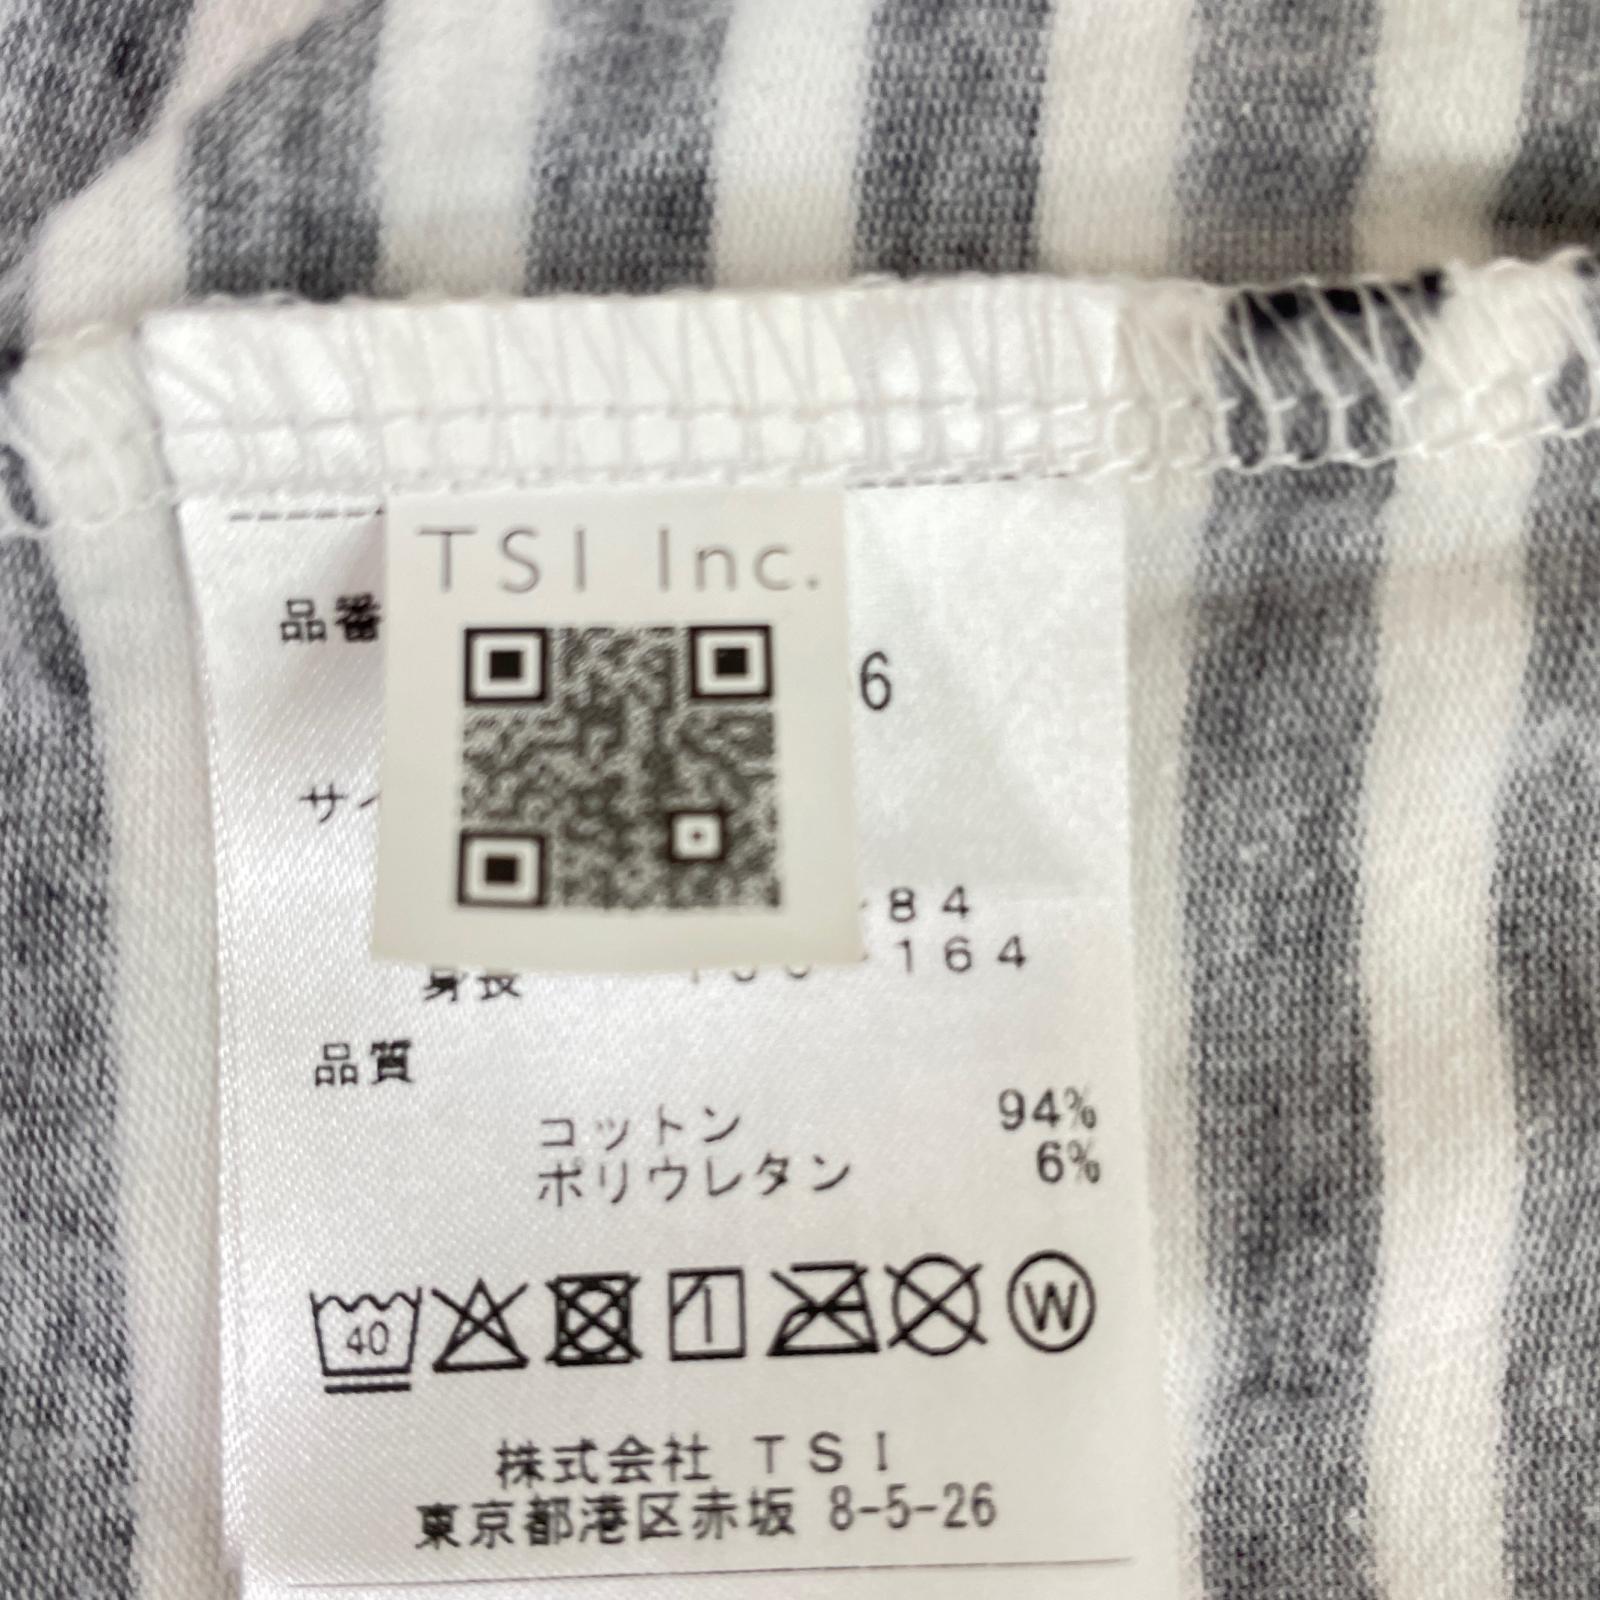 TSI Inc.
品番
6
サイ
84
身長 164
品質
コットン 94%
ポリウレタン 6%
40
W
株式会社 TSI
東京都港区赤坂 8-5-26